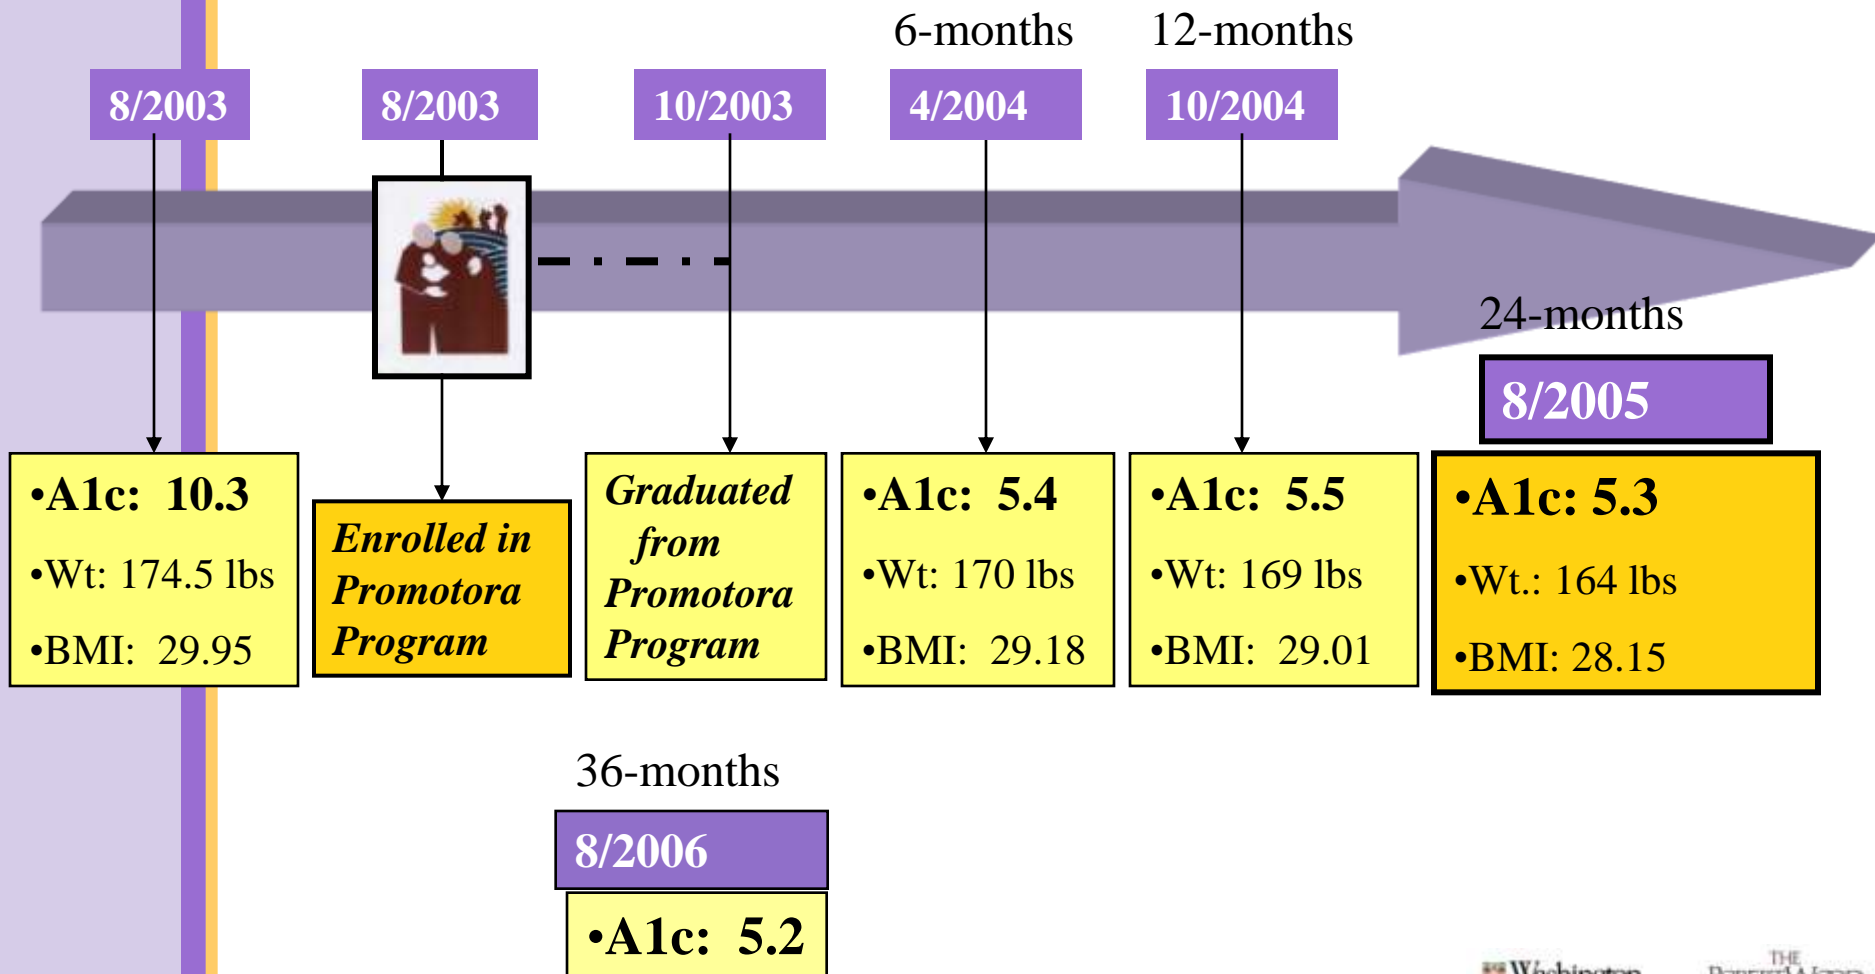 6-months 12-months
8/2003 8/2003 10/2003 4/2004 10/2004
24-months
8/2005
•A1c: 10.3
•Wt: 174.5 lbs
•BMI: 29.95
Enrolled in
Promotora
Program
Graduated
from
Promotora
Program
•A1c: 5.4
•Wt: 170 lbs
•BMI: 29.18
•A1c: 5.5
•Wt: 169 lbs
•BMI: 29.01
•A1c: 5.3
•Wt.: 164 lbs
•BMI: 28.15
36-months
8/2006
•A1c: 5.2
Washington
THE